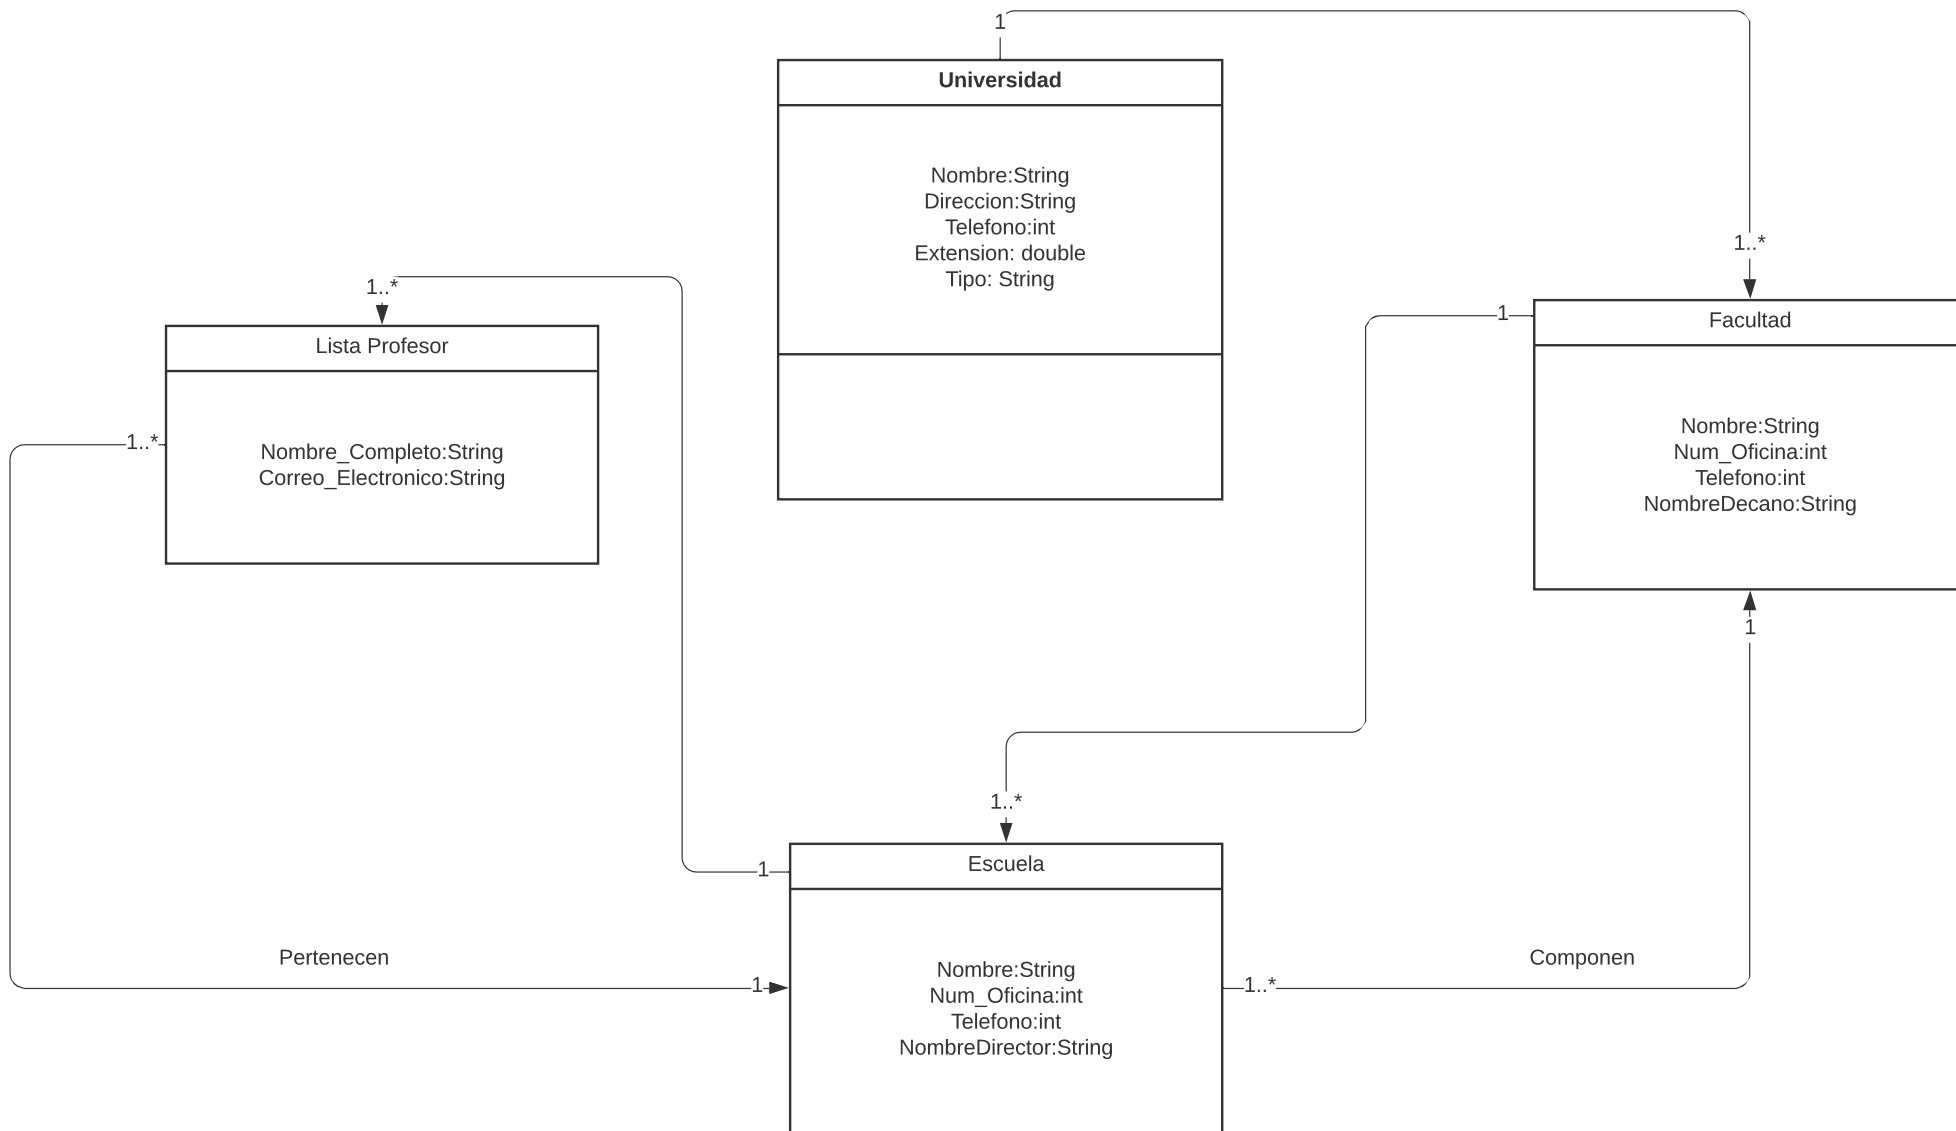 1
Universidad
Nombre:String
Direccion:String
Telefono:int
Extension: double
Tipo: String
1..*
1..*
Lista Profesor
1..*
Nombre_Completo:String
Correo_Electronico:String
1
Facultad
Nombre:String
Num_Oficina:int
Telefono:int
NombreDecano:String
1
1..*
1
Escuela
Pertenecen
1
Nombre:String
Num_Oficina:int
Telefono:int
NombreDirector:String
1..*
Componen